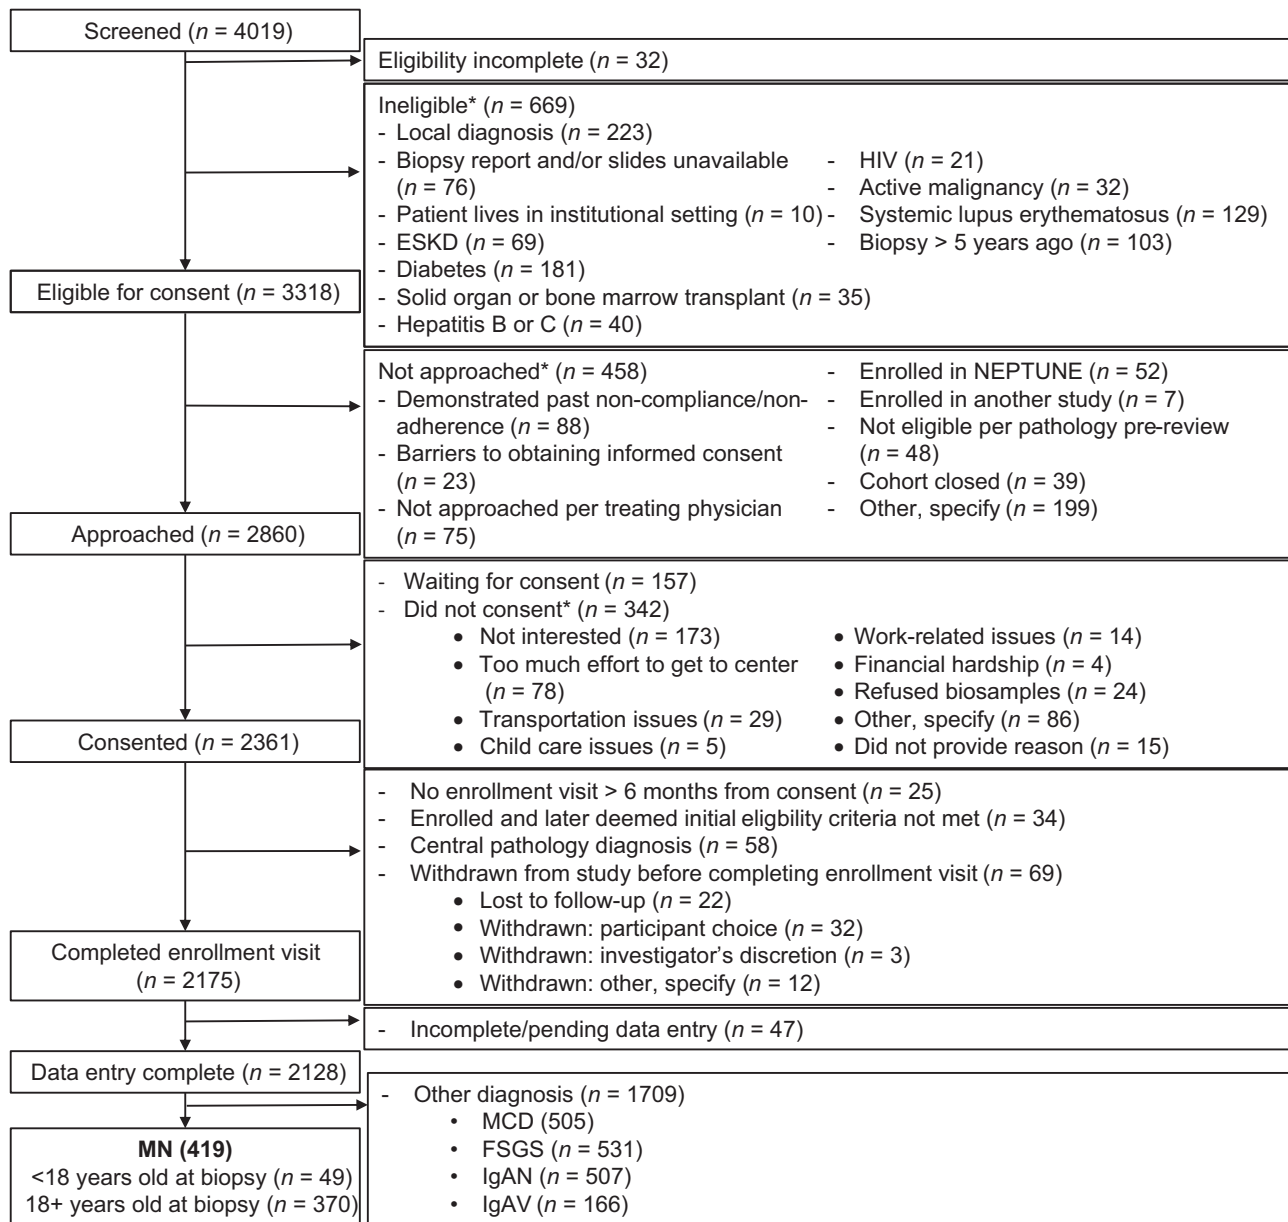 Screened (n = 4019)
Eligibility incomplete (n = 32)
Ineligible* (n = 669)
- Local diagnosis (n = 223)
- Biopsy report and/or slides unavailable
(n = 76)
- Patient lives in institutional setting (n = 10)
- ESKD (n = 69)
- Diabetes (n = 181)
- Solid organ or bone marrow transplant (n = 35)
- Hepatitis B or C (n = 40)
- HIV (n = 21)
- Active malignancy (n = 32)
- Systemic lupus erythematosus (n = 129)
- Biopsy > 5 years ago (n = 103)
Eligible for consent (n = 3318)
Not approached* (n = 458)
- Demonstrated past non-compliance/non-
adherence (n = 88)
- Barriers to obtaining informed consent
(n = 23)
- Not approached per treating physician
(n = 75)
- Enrolled in NEPTUNE (n = 52)
- Enrolled in another study (n = 7)
- Not eligible per pathology pre-review
(n = 48)
- Cohort closed (n = 39)
- Other, specify (n = 199)
Approached (n = 2860)
- Waiting for consent (n = 157)
- Did not consent* (n = 342)
• Not interested (n = 173)
• Too much effort to get to center
(n = 78)
• Transportation issues (n = 29)
• Child care issues (n = 5)
• Work-related issues (n = 14)
• Financial hardship (n = 4)
• Refused biosamples (n = 24)
• Other, specify (n = 86)
• Did not provide reason (n = 15)
Consented (n = 2361)
- No enrollment visit > 6 months from consent (n = 25)
- Enrolled and later deemed initial eligbility criteria not met (n = 34)
- Central pathology diagnosis (n = 58)
- Withdrawn from study before completing enrollment visit (n = 69)
• Lost to follow-up (n = 22)
• Withdrawn: participant choice (n = 32)
• Withdrawn: investigator's discretion (n = 3)
• Withdrawn: other, specify (n = 12)
Completed enrollment visit
(n = 2175)
- Incomplete/pending data entry (n = 47)
Data entry complete (n = 2128)
- Other diagnosis (n = 1709)
• MCD (505)
• FSGS (n = 531)
• IgAN (n = 507)
• IgAV (n = 166)
MN (419)
<18 years old at biopsy (n = 49)
18+ years old at biopsy (n = 370)